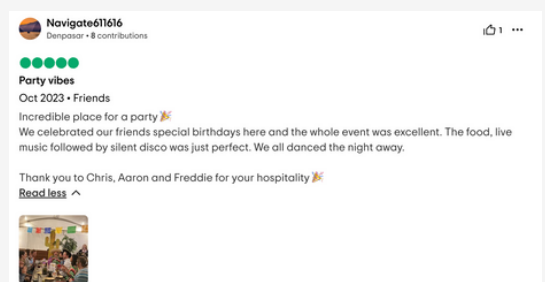 Navigate611616
Denpasar • 8 contributions
1
Party vibes
Oct 2023 • Friends
Incredible place for a party 🎉
We celebrated our friends special birthdays here and the whole event was excellent. The food, live
music followed by silent disco was just perfect. We all danced the night away.
Thank you to Chris, Aaron and Freddie for your hospitality 🎉
Read less